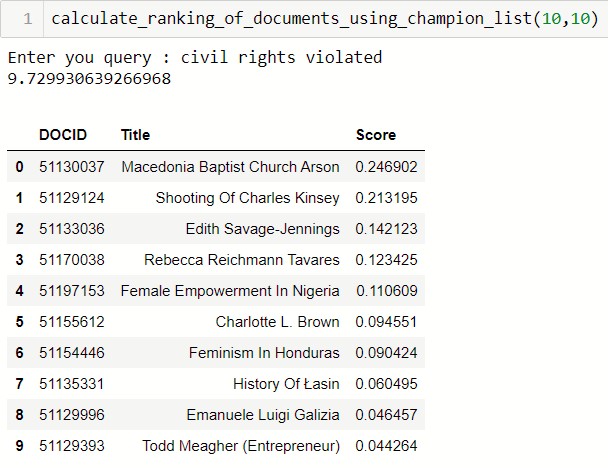 1 calculate_ranking_of_documents_using_champion_list(10,10)
Enter you query : civil rights violated
9.729930639266968
DOCID Title Score
0 51130037 Macedonia Baptist Church Arson 0.246902
1 51129124 Shooting Of Charles Kinsey 0.213195
2 51133036 Edith Savage-Jennings 0.142123
3 51170038 Rebecca Reichmann Tavares 0.123425
4 51197153 Female Empowerment In Nigeria 0.110609
5 51155612 Charlotte L. Brown 0.094551
6 51154446 Feminism In Honduras 0.090424
7 51135331 History Of Łasin 0.060495
8 51129996 Emanuele Luigi Galizia 0.046457
9 51129393 Todd Meagher (Entrepreneur) 0.044264